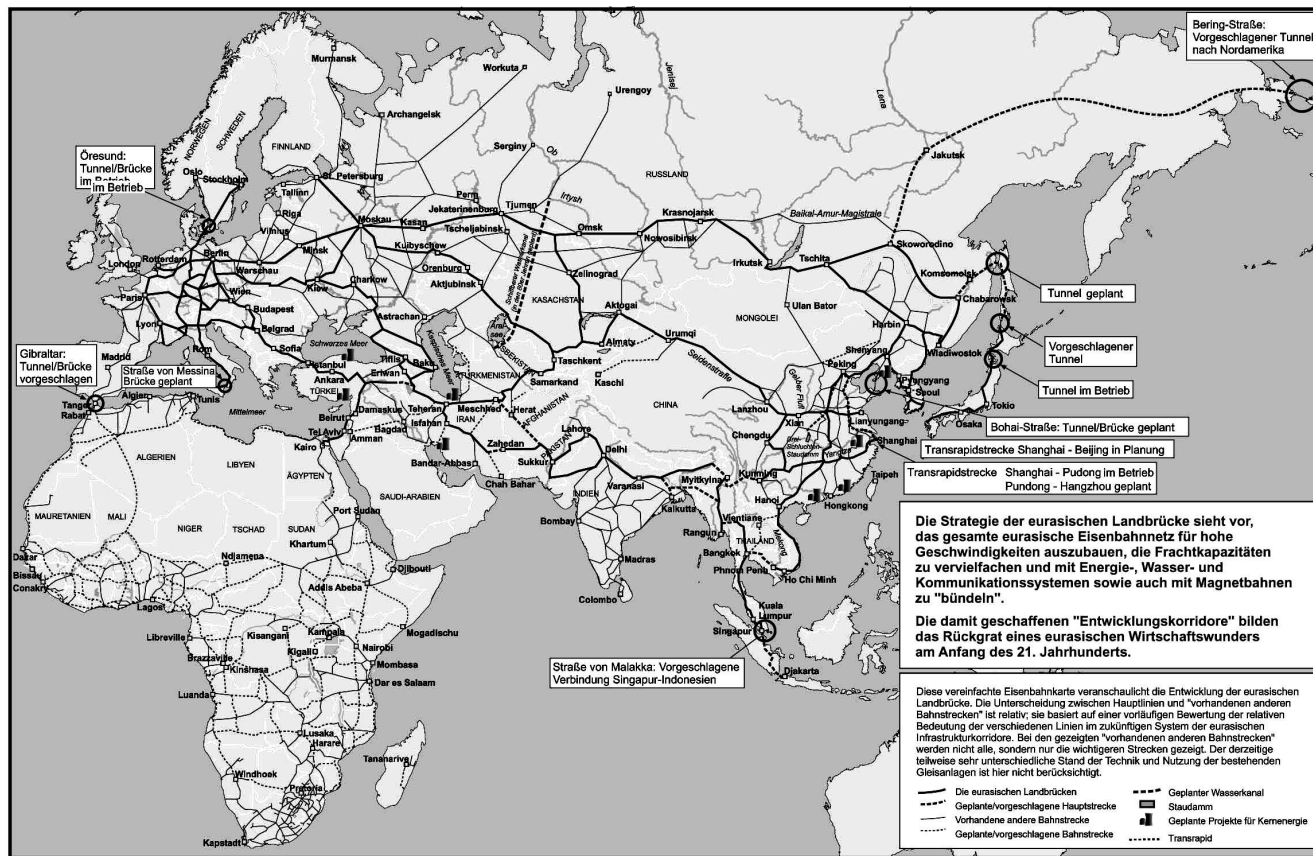 Bering-Straße:
Vorgeschlagener Tunnel
nach Nordamerika
Murmansk
Workuta
Urengoy
Jenisej
Lena
Archangelsk
NORWEGEN
SCHWEDEN
FINNLAND
Serginy
Ob
Jakutsk
Öresund:
Tunnel/Brücke
im Betrieb
im Betrieb
Oslo
Stockholm
St. Petersburg
Tallinn
RUSSLAND
Riga
Perm
Irtysh
Vilnius
Moskau
Kasan
Jekaterinenburg
Tjumen
Krasnojarsk
Baikal-Amur-Magistrale
Tscheljabinsk
Omsk
Nowosibirsk
Skoworodino
London
Rotterdam
Berlin
Minsk
Kuibyschew
Warschau
Orenburg
Irkutsk
Tschita
Komsomolsk
Paris
Wien
Kiew
Charkow
Aktjubinsk
Zelinograd
Tunnel geplant
Chabarowsk
Budapest
KASACHSTAN
Ulan Bator
Lyon
Belgrad
Astrachan
Aktogai
MONGOLEI
Harbin
Aral-
see
Madrid
Rom
Sofia
Schwarzes Meer
Kaspisches Meer
Almaty
Urumqi
Wladiwostok
Vorgeschlagener
Tunnel
Gibraltar:
Tunnel/Brücke
vorgeschlagen
Straße von Messina
Brücke geplant
Istanbul
Tiflis
Baku
USBEKISTAN
Taschkent
Seidenstraße
Shenyang
Ankara
Eriwan
TÜRKEI
TURKMENISTAN
Samarkand
Kaschi
Peking
Pyongyang
Seoul
Tunnel im Betrieb
Tanger
Rabat
Algier
Tunis
Mittelmeer
Damaskus
Beirut
Teheran
Mesched
Herat
Gelber Fluß
CHINA
Lanzhou
Tokio
Osaka
Bagdad
Isfahan
IRAN
AFGHANISTAN
Xian
Lianyungang
Bohai-Straße: Tunnel/Brücke geplant
Tel Aviv
Amman
Lahore
Chengdu
Shanghai
Transrapidstrecke Shanghai - Beijing in Planung
Kairo
Zahedan
PAKISTAN
Delhi
Drei-
Schluchten-
Staudamm
Yangtze
ALGERIEN
LIBYEN
ÄGYPTEN
Bandar-Abbas
Sukkur
Transrapidstrecke Shanghai - Pudong im Betrieb
Pundong - Hangzhou geplant
Chah Bahar
Varanasi
Myitkyina
Kunming
Taipeh
SAUDI-ARABIEN
INDIEN
Kalkutta
Hanoi
Hongkong
MAURETANIEN
MALI
NIGER
TSCHAD
SUDAN
Port Sudan
Bombay
Rangun
Vientiane
Khartum
THAILAND
Mekong
Dakar
Ndjamena
Djibouti
Madras
Bangkok
Bissau
Conakry
Addis Abeba
Phnom Penh
Ho Chi Minh
Lagos
Colombo
Kuala
Lumpur
Libreville
Kisangani
Kampala
Mogadischu
Singapur
Kigali
Nairobi
Brazzaville
Kinshasa
Mombasa
Straße von Malakka: Vorgeschlagene
Verbindung Singapur-Indonesien
Djakarta
Luanda
Dar es Salaam
Lusaka
Harare
Tananarive
Windhoek
Pretoria
Kapstadt
Die Strategie der eurasischen Landbrücke sieht vor,
das gesamte eurasische Eisenbahnnetz für hohe
Geschwindigkeiten auszubauen, die Frachtkapazitäten
zu vervielfachen und mit Energie-, Wasser- und
Kommunikationssystemen sowie auch mit Magnetbahnen
zu "bündeln".
Die damit geschaffenen "Entwicklungskorridore" bilden
das Rückgrat eines eurasischen Wirtschaftswunders
am Anfang des 21. Jahrhunderts.
Diese vereinfachte Eisenbahnkarte veranschaulicht die Entwicklung der eurasischen
Landbrücke. Die Unterscheidung zwischen Hauptlinien und "vorhandenen anderen
Bahnstrecken" ist relativ; sie basiert auf einer vorläufigen Bewertung der relativen
Bedeutung der verschiedenen Linien im zukünftigen System der eurasischen
Infrastrukturkorridore. Bei den gezeigten "vorhandenen anderen Bahnstrecken"
werden nicht alle, sondern nur die wichtigeren Strecken gezeigt. Der derzeitige
teilweise sehr unterschiedliche Stand der Technik und Nutzung der bestehenden
Gleisanlagen ist hier nicht berücksichtigt.
Die eurasischen Landbrücken
Geplante/vorgeschlagene Hauptstrecke
Vorhandene andere Bahnstrecke
Geplante/vorgeschlagene Bahnstrecke
Geplanter Wasserkanal
Staudamm
Geplante Projekte für Kernenergie
Transrapid